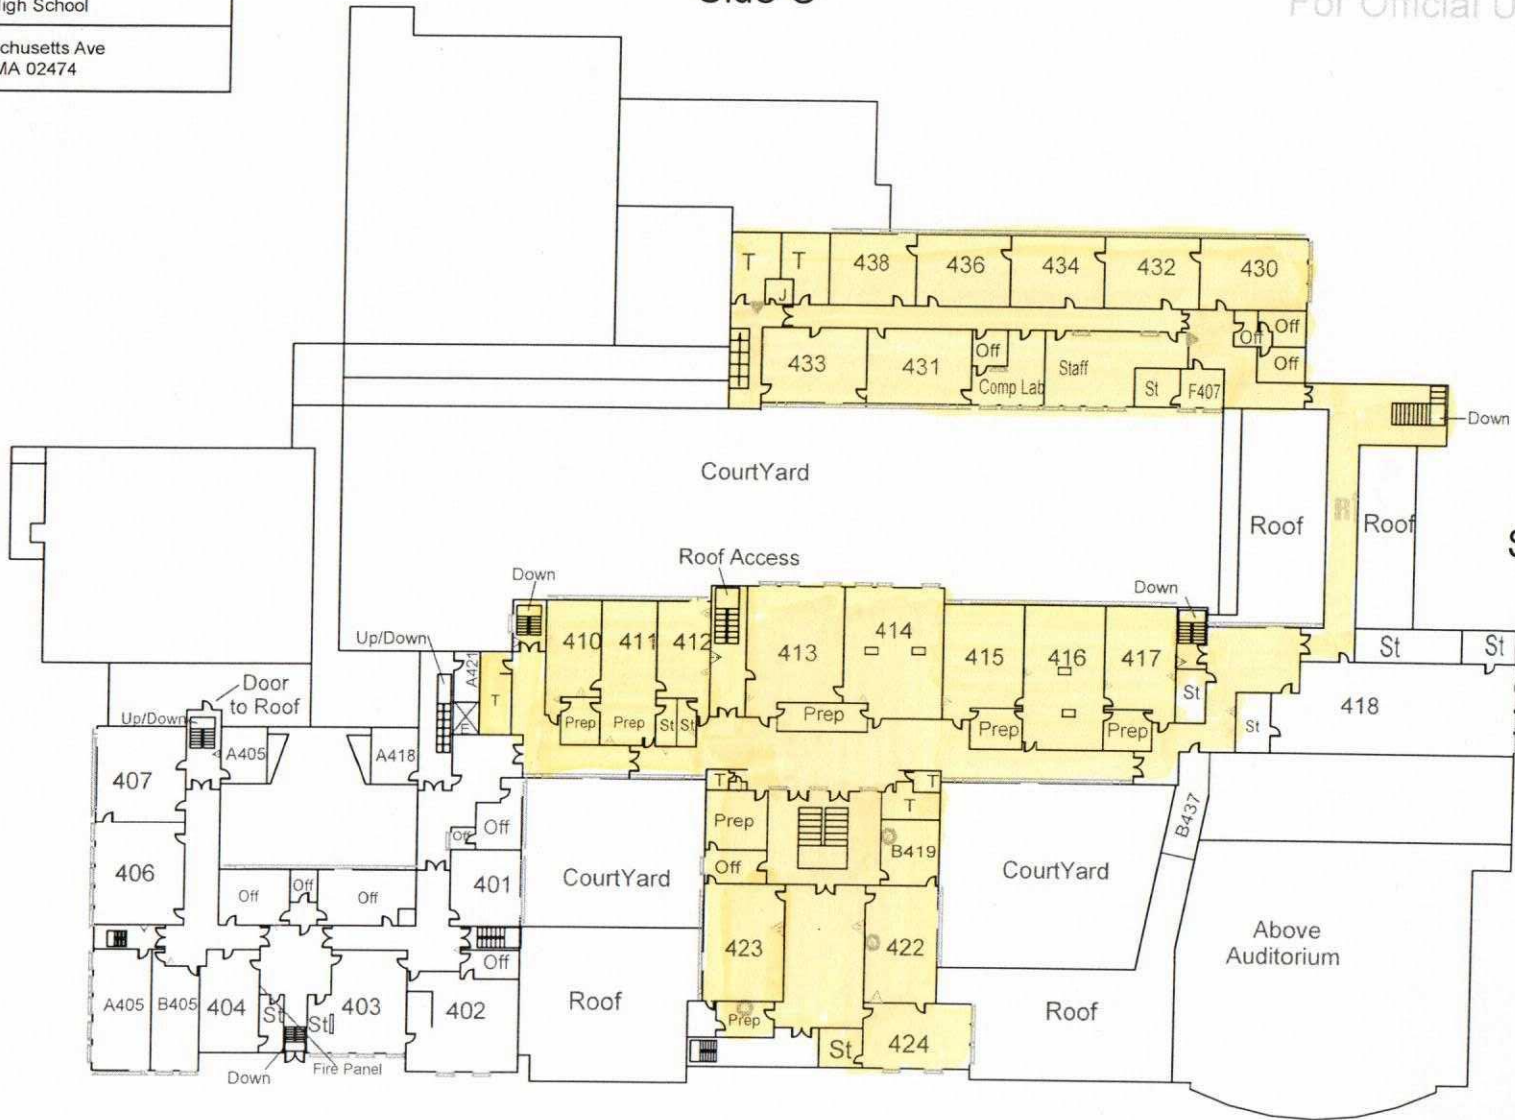 High School
chusetts Ave
MA 02474
For Official U
T
T
438
436
434
432
430
J
Off
Off
Off
433
431
Off
Comp Lab
Staff
St
F407
Down
CourtYard
Roof
Roof
S
Roof Access
Down
Down
Up/Down
410
411
412
413
414
415
416
417
A421
T
St
St
St
Door
to Roof
Up/Down
Prep
Prep
St
St
Prep
Prep
Prep
St
418
A405
A418
407
T
T
T
Prep
B419
B437
Off
Off
406
401
Off
CourtYard
CourtYard
Off
Off
Off
423
422
Above
Auditorium
Off
A405
B405
404
St
St
403
402
Roof
Prep
Roof
St
424
Down
Fire Panel